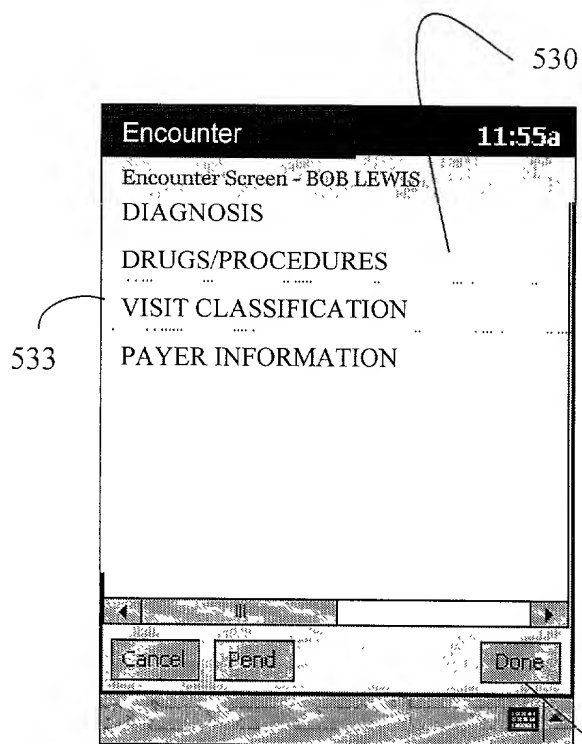 530
Encounter 11:55a
Encounter Screen - BOB LEWIS
DIAGNOSIS
DRUGS/PROCEDURES
VISIT CLASSIFICATION
533
PAYER INFORMATION
Cancel Pend Done